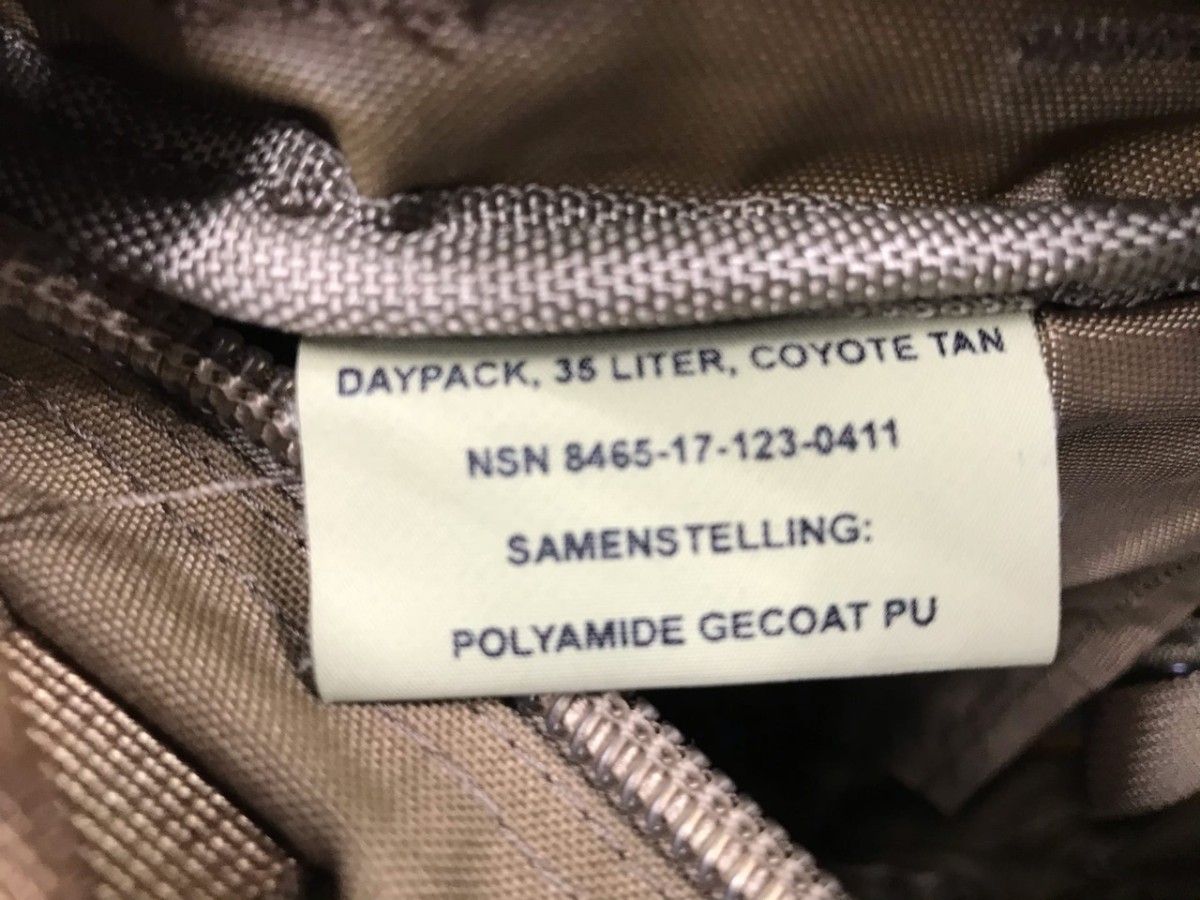 DAYPACK, 35 LITER, COYOTE TAN
NSN 8465-17-123-0411
SAMENSTELLING:
POLYAMIDE GECOAT PU